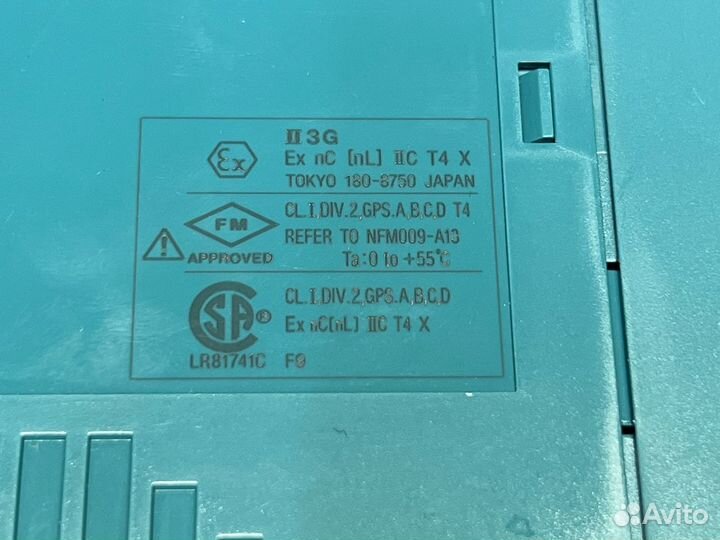 Ex
II 3G
Ex nC [nL] IIC T4 X
TOKYO 180-8750 JAPAN
FM
APPROVED
CL.I,DIV.2,GPS.A,B,C,D T4
REFER TO NFM009-A13
Ta:0 to +55°C
SA ®
LR81741C F0
CL.I,DIV.2,GPS.A,B,C,D
Ex nC[nL] IIC T4 X
Avito